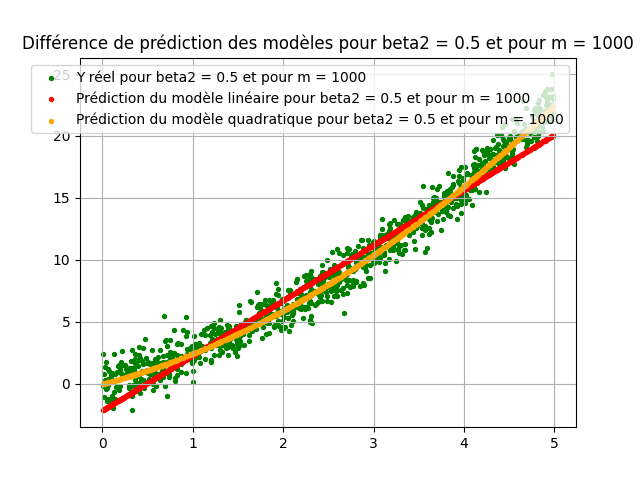 Différence de prédiction des modèles pour beta2 = 0.5 et pour m = 1000
25
Y réel pour beta2 = 0.5 et pour m = 1000
Prédiction du modèle linéaire pour beta2 = 0.5 et pour m = 1000
Prédiction du modèle quadratique pour beta2 = 0.5 et pour m = 1000
20
15
10
5
0
0 1 2 3 4 5